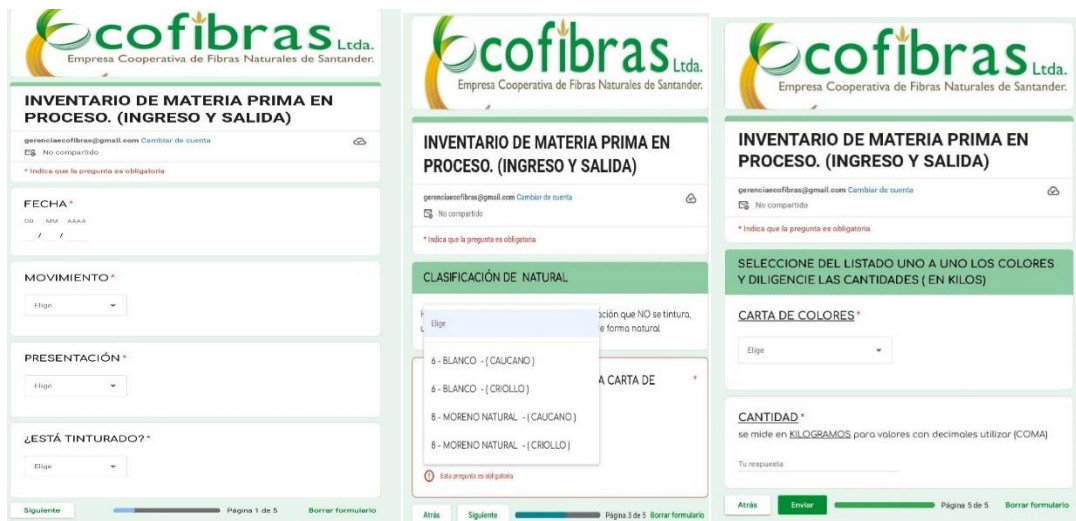 Ecofibras Ltda.
Empresa Cooperativa de Fibras Naturales de Santander.
INVENTARIO DE MATERIA PRIMA EN
PROCESO. (INGRESO Y SALIDA)
gerenciaecofibras@gmail.com Cambiar de cuenta
No compartido
* Indica que la pregunta es obligatoria
FECHA *
DD MM AAAA
/ /
MOVIMIENTO *
Elige
PRESENTACIÓN *
Elige
¿ESTÁ TINTURADO? *
Elige
Siguiente
Página 1 de 5
Borrar formulario
Ecofibras Ltda.
Empresa Cooperativa de Fibras Naturales de Santander.
INVENTARIO DE MATERIA PRIMA EN
PROCESO. (INGRESO Y SALIDA)
gerenciaecofibras@gmail.com Cambiar de cuenta
No compartido
* Indica que la pregunta es obligatoria
CLASIFICACIÓN DE NATURAL
ación que NO se tintura,
e forma natural
Elige
6 - BLANCO - ( CAUCANO )
A CARTA DE *
6 - BLANCO - ( CRIOLLO )
8 - MORENO NATURAL - ( CAUCANO )
8 - MORENO NATURAL - ( CRIOLLO )
Esta pregunta es obligatoria
Atrás
Siguiente
Página 3 de 5
Borrar formulario
Ecofibras Ltda.
Empresa Cooperativa de Fibras Naturales de Santander.
INVENTARIO DE MATERIA PRIMA EN
PROCESO. (INGRESO Y SALIDA)
gerenciaecofibras@gmail.com Cambiar de cuenta
No compartido
* Indica que la pregunta es obligatoria
SELECCIONE DEL LISTADO UNO A UNO LOS COLORES
Y DILIGENCIE LAS CANTIDADES ( EN KILOS)
CARTA DE COLORES *
Elige
CANTIDAD *
se mide en KILOGRAMOS para valores con decimales utilizar (COMA)
Tu respuesta
Atrás
Enviar
Página 5 de 5
Borrar formulario